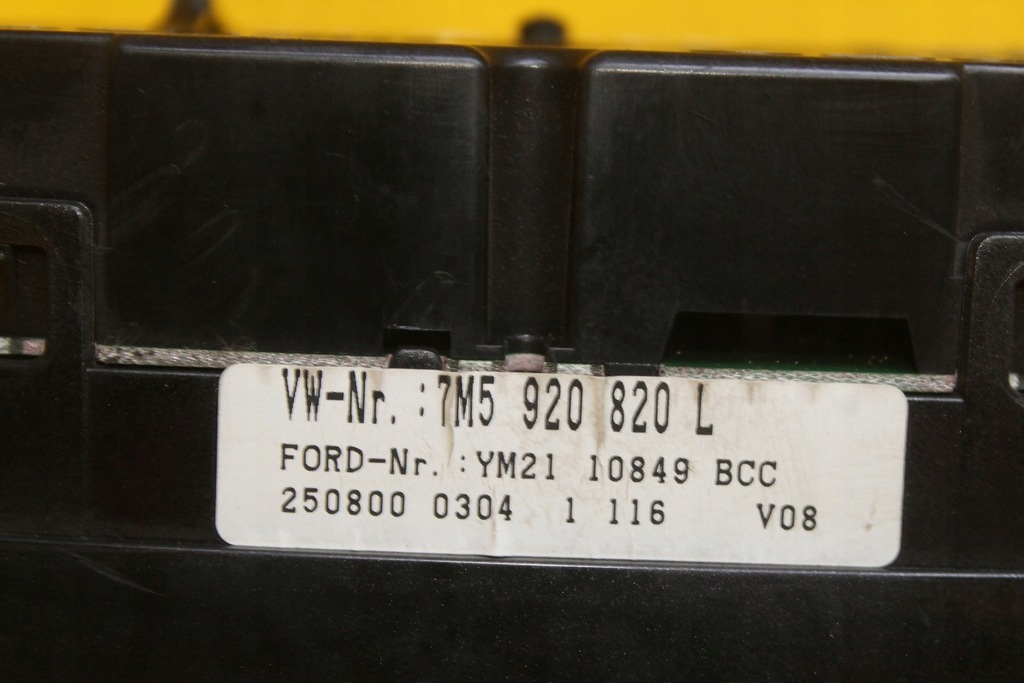 VW-Nr. :7M5 920 820 L
FORD-Nr. :YM21 10849 BCC
250800 0304 1 116 V08